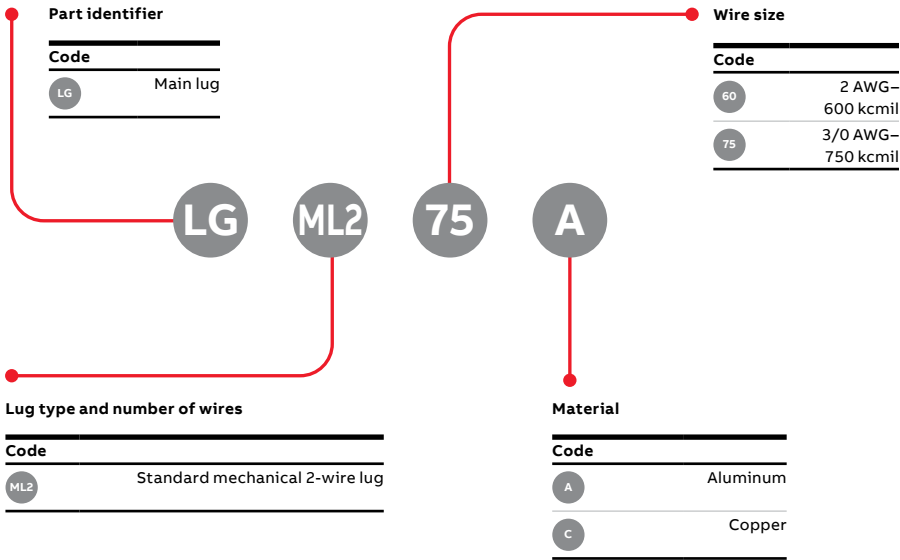 Part identifier
Code
LG
Main lug
Wire size
Code
60
2 AWG–
600 kcmil
75
3/0 AWG–
750 kcmil
LG ML2 75 A
Lug type and number of wires
Code
ML2
Standard mechanical 2-wire lug
Material
Code
A
Aluminum
C
Copper